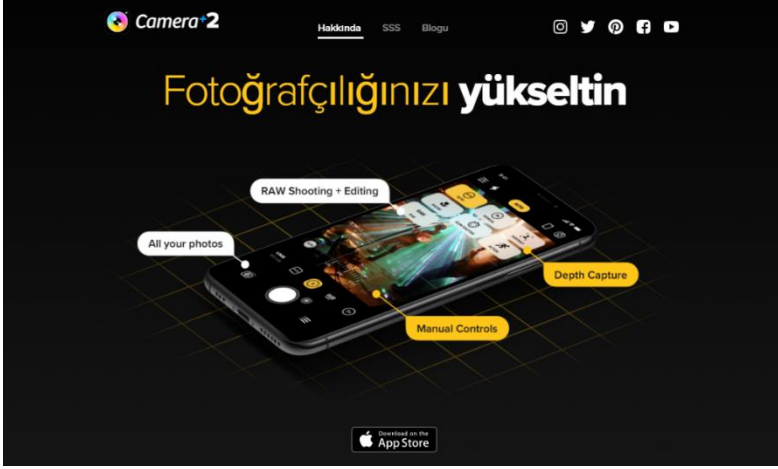 Camera+2
Hakkında SSS Blogu
Fotoğrafçılığınızı yükseltin
RAW Shooting + Editing
All your photos
Depth Capture
Manual Controls
Download on the
App Store